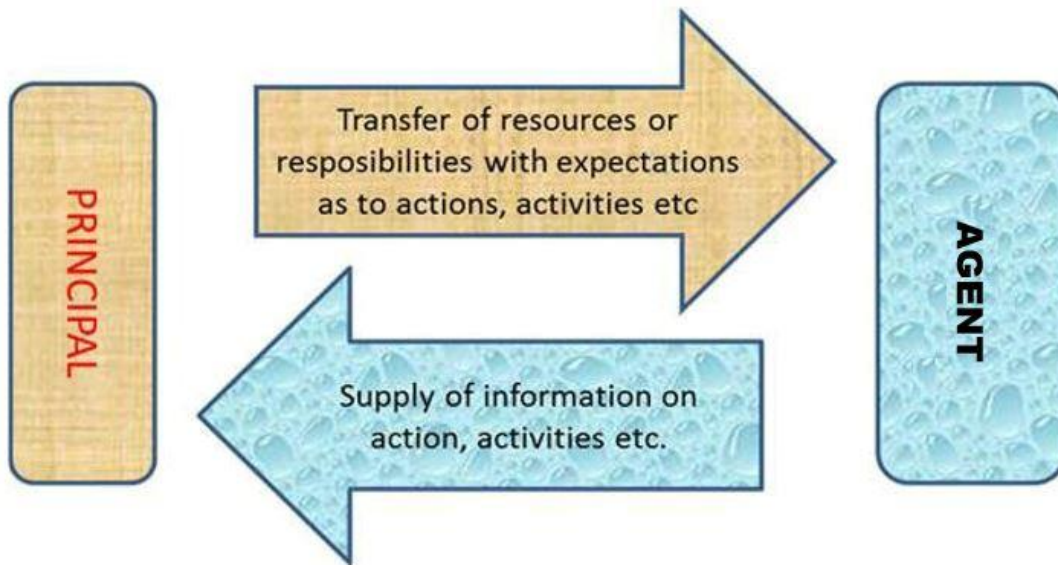 PRINCIPAL
Transfer of resources or
resposibilities with expectations
as to actions, activities etc
AGENT
Supply of information on
action, activities etc.